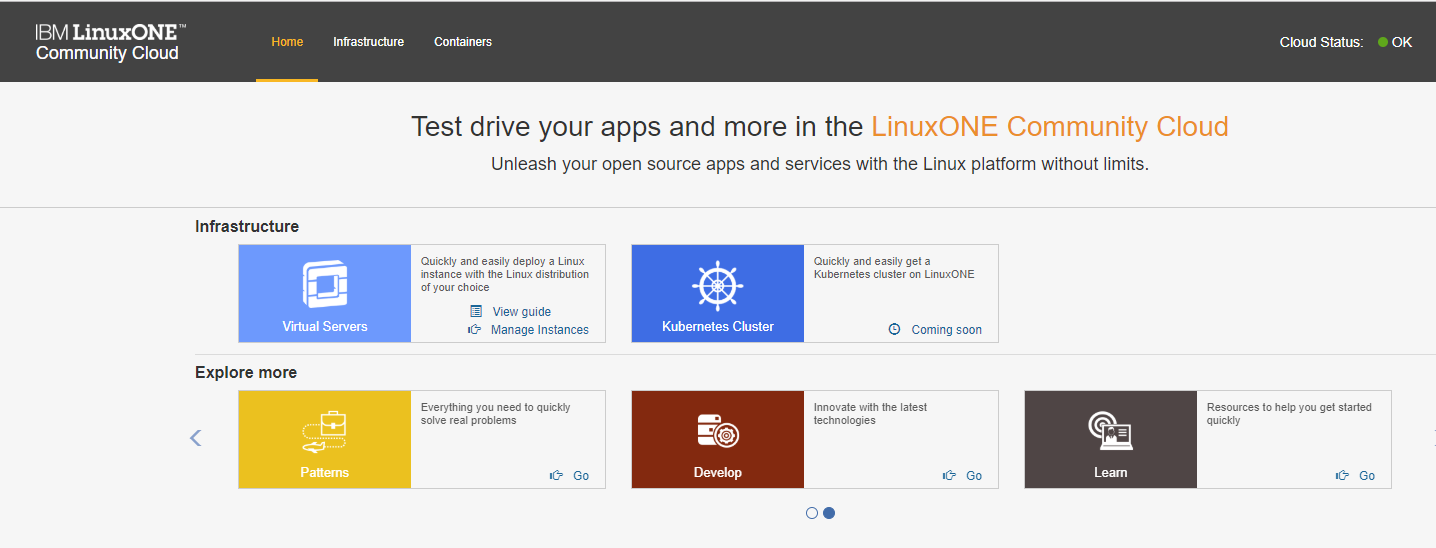 IBM LinuxONE™
Community Cloud
Home Infrastructure Containers
Cloud Status: OK
Test drive your apps and more in the LinuxONE Community Cloud
Unleash your open source apps and services with the Linux platform without limits.
Infrastructure
Virtual Servers
Quickly and easily deploy a Linux
instance with the Linux distribution
of your choice
View guide
Manage Instances
Kubernetes Cluster
Quickly and easily get a
Kubernetes cluster on LinuxONE
Coming soon
Explore more
Patterns
Everything you need to quickly
solve real problems
Go
Develop
Innovate with the latest
technologies
Go
Learn
Resources to help you get started
quickly
Go